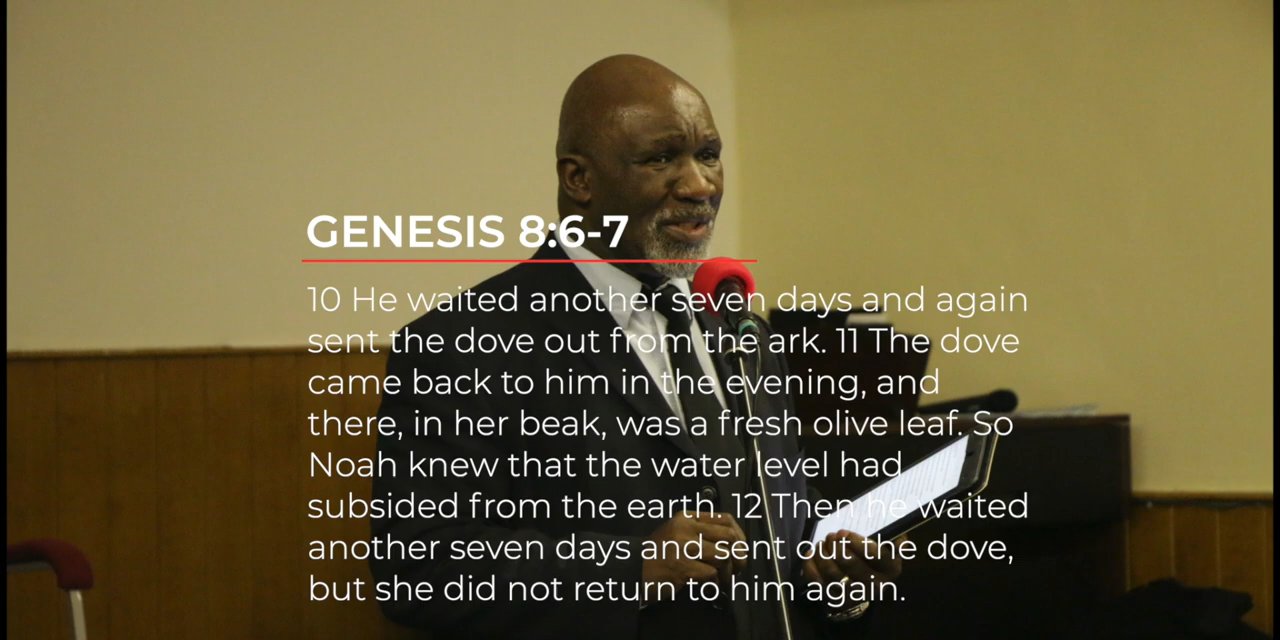 GENESIS 8:6-7
10 He waited another seven days and again
sent the dove out from the ark. 11 The dove
came back to him in the evening, and
there, in her beak, was a fresh olive leaf. So
Noah knew that the water level had
subsided from the earth. 12 Then he waited
another seven days and sent out the dove,
but she did not return to him again.